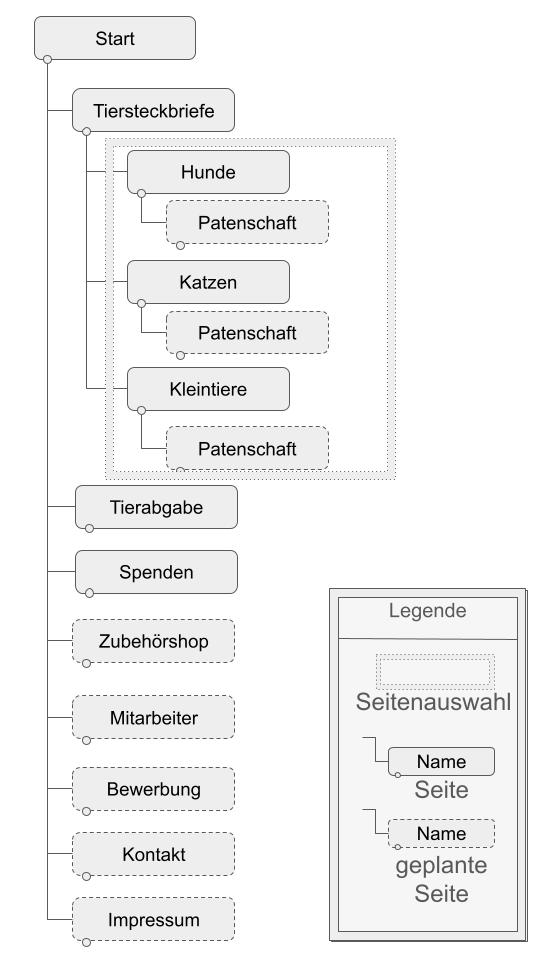 Start
Tiersteckbriefe
Hunde
Patenschaft
Katzen
Patenschaft
Kleintiere
Patenschaft
Tierabgabe
Spenden
Zubehörshop
Mitarbeiter
Bewerbung
Kontakt
Impressum
Legende
Seitenauswahl
Name
Seite
Name
geplante
Seite